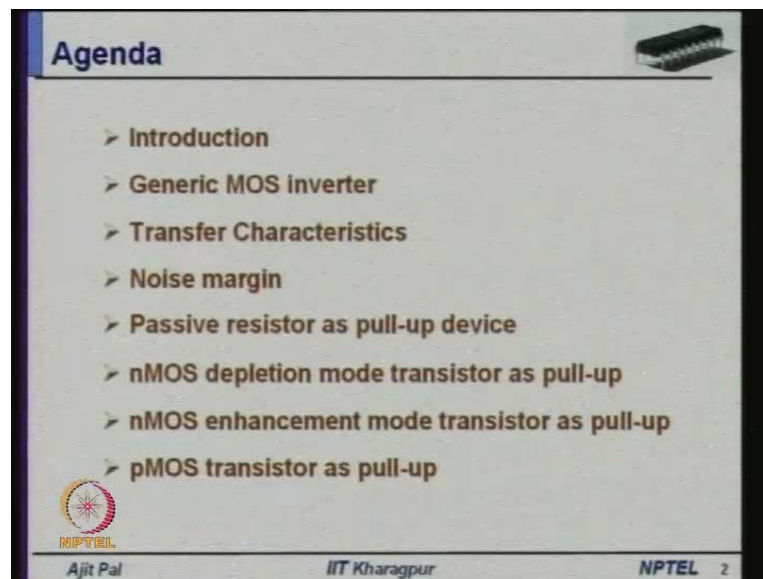 Agenda
➢ Introduction
➢ Generic MOS inverter
➢ Transfer Characteristics
➢ Noise margin
➢ Passive resistor as pull-up device
➢ nMOS depletion mode transistor as pull-up
➢ nMOS enhancement mode transistor as pull-up
➢ pMOS transistor as pull-up
NPTEL
Ajit Pal IIT Kharagpur NPTEL 2